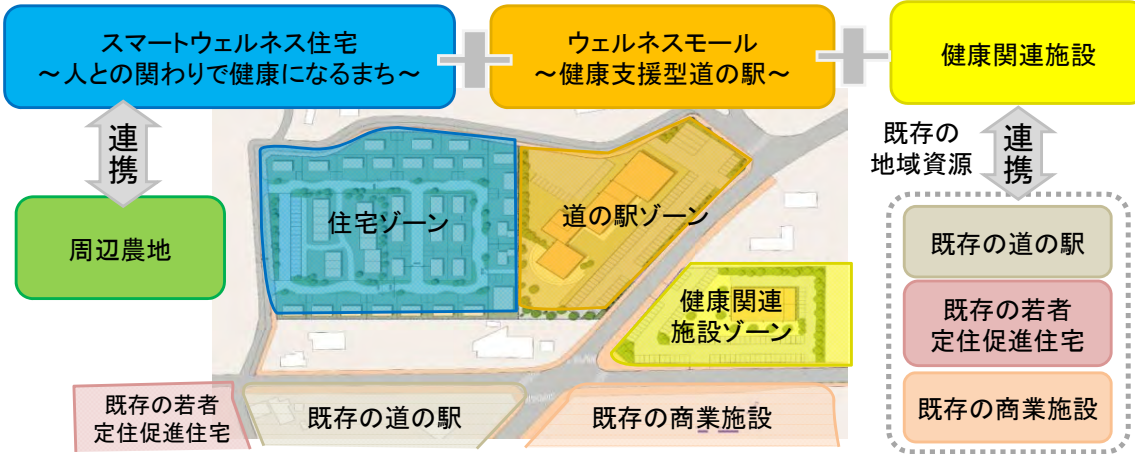 スマートウェルネス住宅
～人との関わりで健康になるまち～
ウェルネスモール
～健康支援型道の駅～
健康関連施設
連携
既存の
地域資源
連携
周辺農地
住宅ゾーン
道の駅ゾーン
健康関連
施設ゾーン
既存の道の駅
既存の若者
定住促進住宅
既存の商業施設
既存の若者
定住促進住宅
既存の道の駅
既存の商業施設